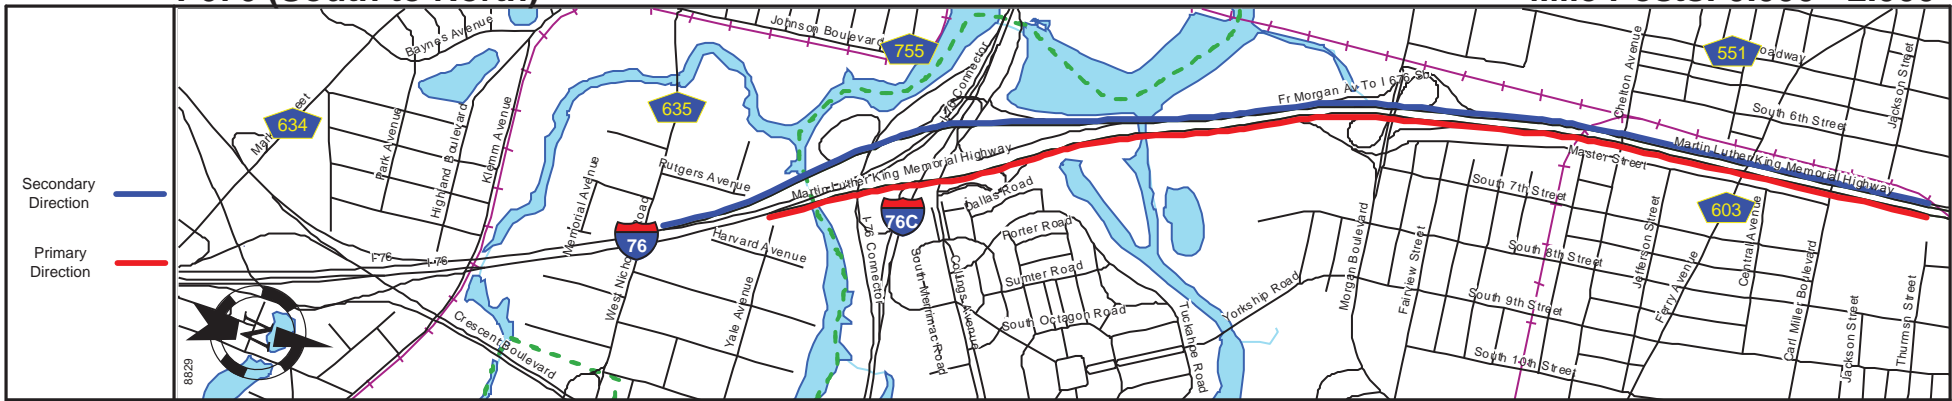 Secondary
Direction
Primary
Direction
Baynes Avenue
Johnson Boulevard
755
551
634
635
Park Avenue
Highland Boulevard
Klemm Avenue
Memorial Avenue
Rutgers Avenue
Harvard Avenue
Yale Avenue
I-76
I-76
76
76C
Martin Luther King Memorial Highway
I-76 Connector
Dallas Road
Porter Road
Sumter Road
South Octagon Road
South Merrimac Road
Collings Avenue
Tuckahoe Road
Yorkship Road
Morgan Boulevard
Fairview Street
Fr Morgan Av To I 676 Sb
Chelton Avenue
South 6th Street
Jackson Street
Martin Luther King Memorial Highway
Master Street
South 7th Street
603
South 8th Street
South 9th Street
South 10th Street
Jefferson Street
Ferry Avenue
Central Avenue
Carl Miller Boulevard
Jackson Street
Thurman Street
Crescent Boulevard
8829